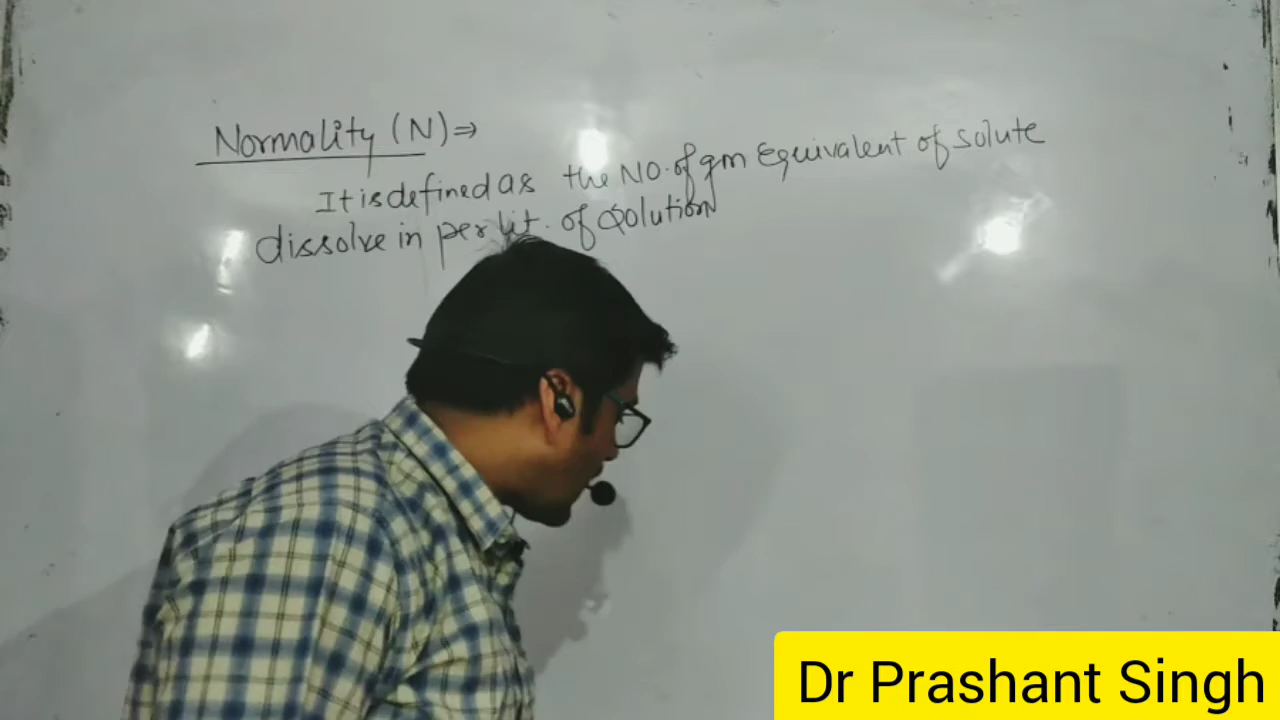 Normality (N) ⇒
It is defined as the NO. of gm Equivalent of solute
dissolve in per lit. of solution
Dr Prashant Singh